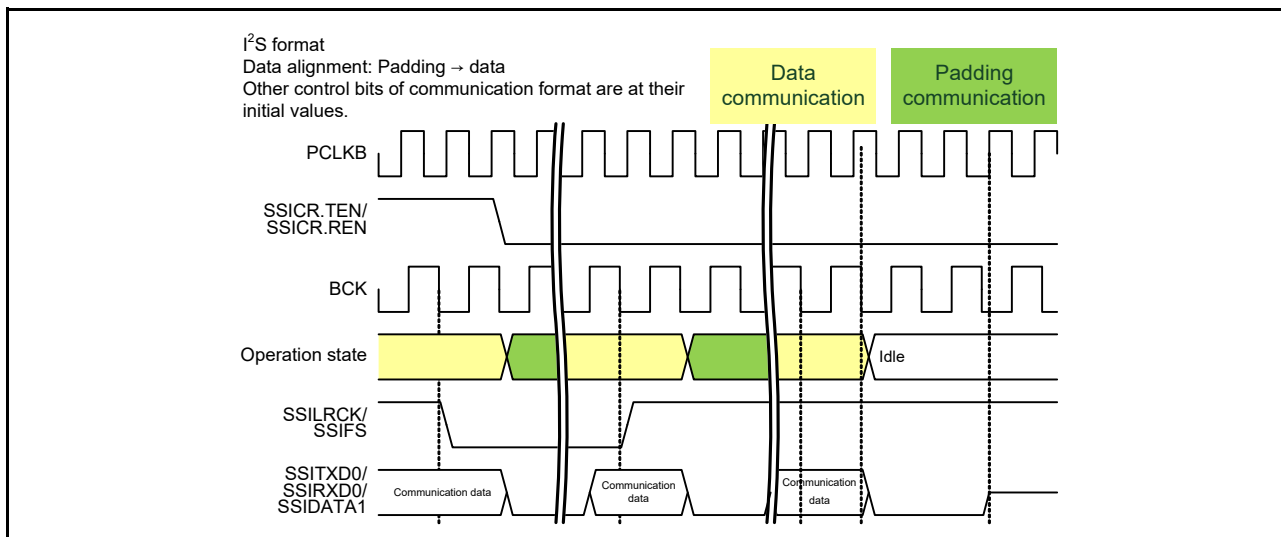 I²S format
Data alignment: Padding → data
Other control bits of communication format are at their
initial values.
Data
communication
Padding
communication
PCLKB
SSICR.TEN/
SSICR.REN
BCK
Operation state
Idle
SSILRCK/
SSIFS
SSITXD0/
SSIRXD0/
SSIDATA1
Communication data
Communication
data
Communication
data